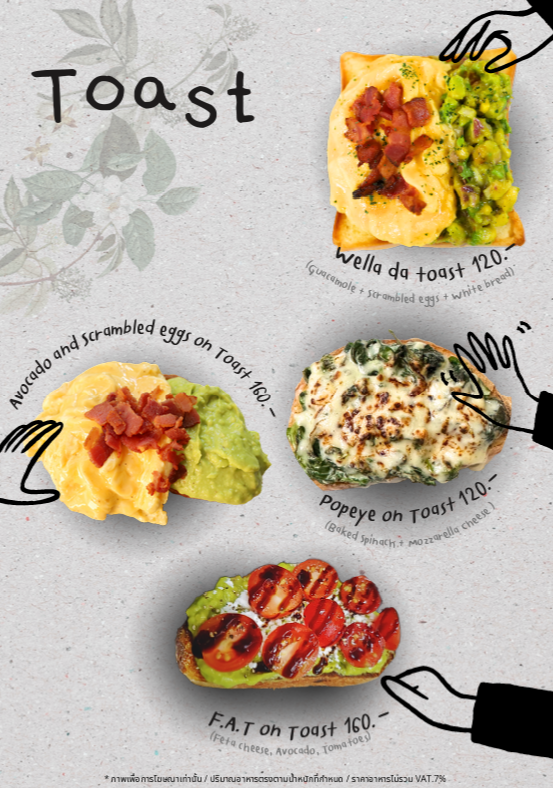 Toast
Wella da toast 120.-
(Guacamole + scrambled eggs + white bread)
Avocado and scrambled eggs on Toast 160.-
Popeye on Toast 120.-
(Baked Spinach + Mozzarella cheese)
F.A.T on Toast 160.-
(Feta cheese, Avocado, Tomatoes)
* ภาพเพื่อการโฆษณาเท่านั้น / ปริมาณอาหารตรงตามน้ำหนักที่กำหนด / ราคาอาหารไม่รวม VAT.7%